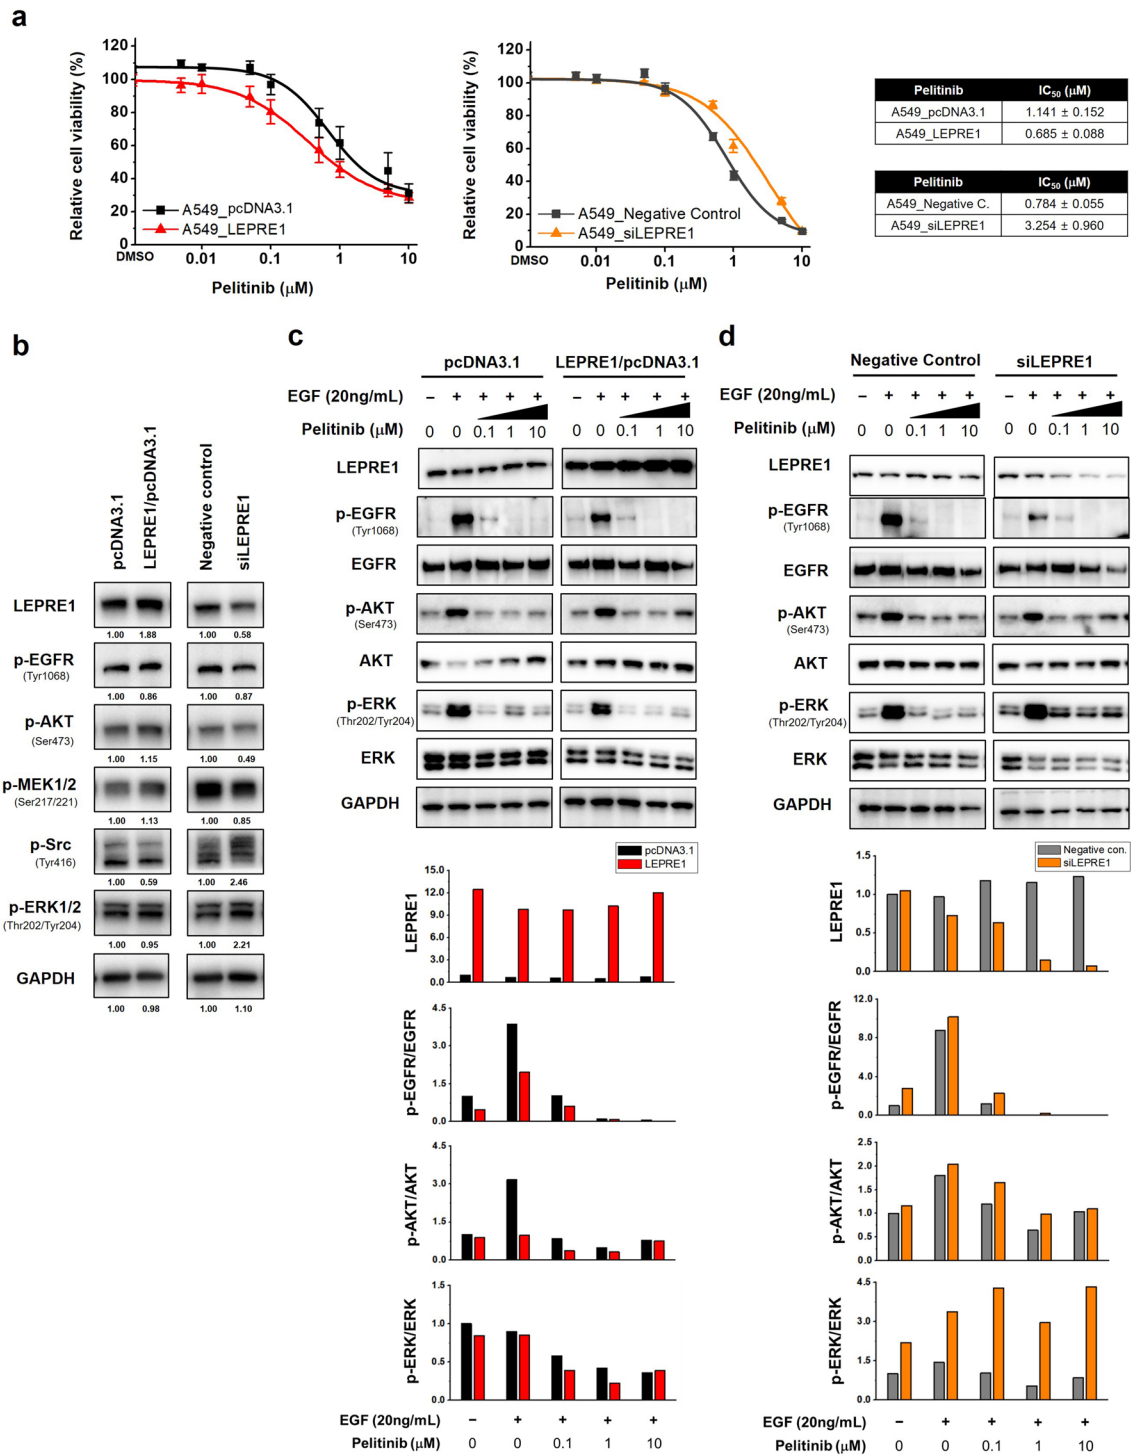 a
Relative cell viability (%)
120
100
80
60
40
20
0
DMSO
0.01
0.1
1
10
Pelitinib (μM)
A549_pcDNA3.1
A549_LEPRE1
Relative cell viability (%)
120
100
80
60
40
20
0
DMSO
0.01
0.1
1
10
Pelitinib (μM)
A549_Negative Control
A549_siLEPRE1
Pelitinib IC50 (μM)
A549_pcDNA3.1 1.141 ± 0.152
A549_LEPRE1 0.685 ± 0.088
Pelitinib IC50 (μM)
A549_Negative C. 0.784 ± 0.055
A549_siLEPRE1 3.254 ± 0.960
b
pcDNA3.1
LEPRE1/pcDNA3.1
Negative control
siLEPRE1
LEPRE1
1.00 1.88 1.00 0.58
p-EGFR
(Tyr1068)
1.00 0.86 1.00 0.87
p-AKT
(Ser473)
1.00 1.15 1.00 0.49
p-MEK1/2
(Ser217/221)
1.00 1.13 1.00 0.85
p-Src
(Tyr416)
1.00 0.59 1.00 2.46
p-ERK1/2
(Thr202/Tyr204)
1.00 0.95 1.00 2.21
GAPDH
1.00 0.98 1.00 1.10
c
pcDNA3.1 LEPRE1/pcDNA3.1
EGF (20ng/mL) – + + + + – + + + +
Pelitinib (μM) 0 0 0.1 1 10 0 0 0.1 1 10
LEPRE1
p-EGFR
(Tyr1068)
EGFR
p-AKT
(Ser473)
AKT
p-ERK
(Thr202/Tyr204)
ERK
GAPDH
pcDNA3.1
LEPRE1
LEPRE1
15.0
12.0
9.0
6.0
3.0
0.0
p-EGFR/EGFR
4.5
3.0
1.5
0.0
p-AKT/AKT
4.5
3.0
1.5
0.0
p-ERK/ERK
1.5
1.0
0.5
0.0
EGF (20ng/mL) – + + + +
Pelitinib (μM) 0 0 0.1 1 10
d
Negative Control siLEPRE1
EGF (20ng/mL) – + + + + – + + + +
Pelitinib (μM) 0 0 0.1 1 10 0 0 0.1 1 10
LEPRE1
p-EGFR
(Tyr1068)
EGFR
p-AKT
(Ser473)
AKT
p-ERK
(Thr202/Tyr204)
ERK
GAPDH
Negative con.
siLEPRE1
LEPRE1
1.5
1.0
0.5
0.0
p-EGFR/EGFR
12.0
8.0
4.0
0.0
p-AKT/AKT
2.5
2.0
1.5
1.0
0.5
0.0
p-ERK/ERK
4.5
3.0
1.5
0.0
EGF (20ng/mL) – + + + +
Pelitinib (μM) 0 0 0.1 1 10